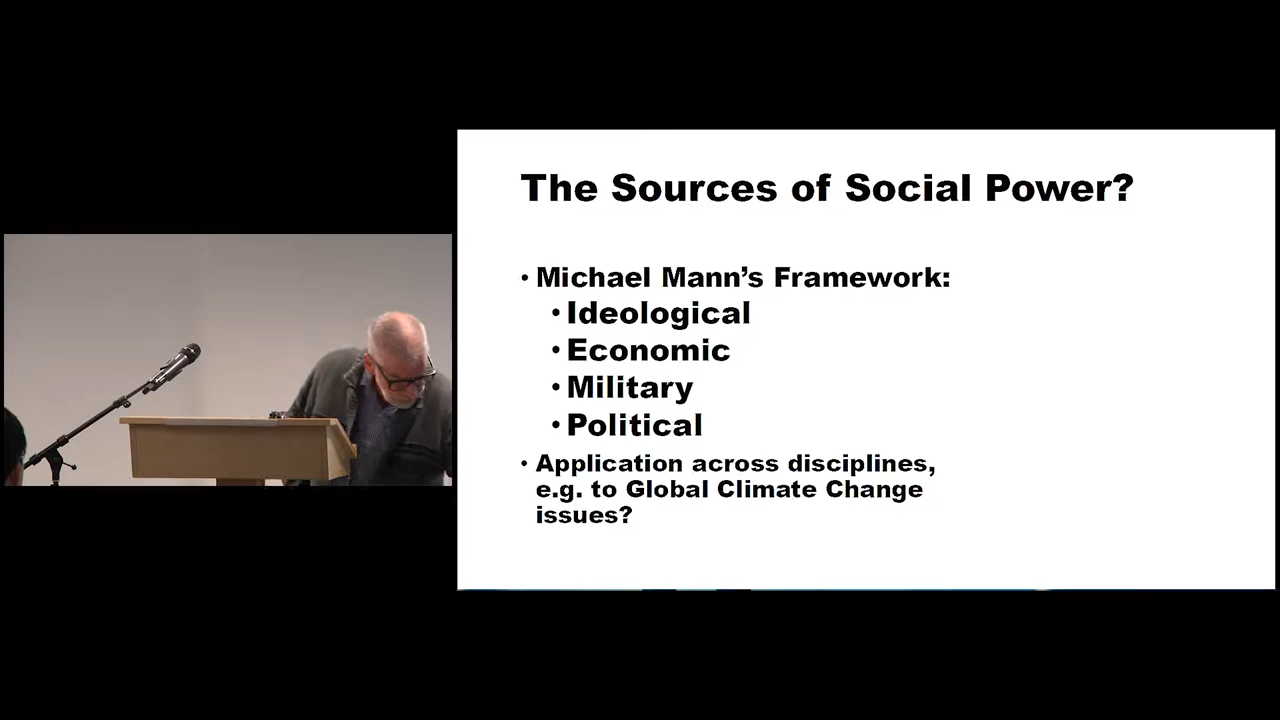 The Sources of Social Power?
• Michael Mann’s Framework:
• Ideological
• Economic
• Military
• Political
• Application across disciplines,
e.g. to Global Climate Change
issues?